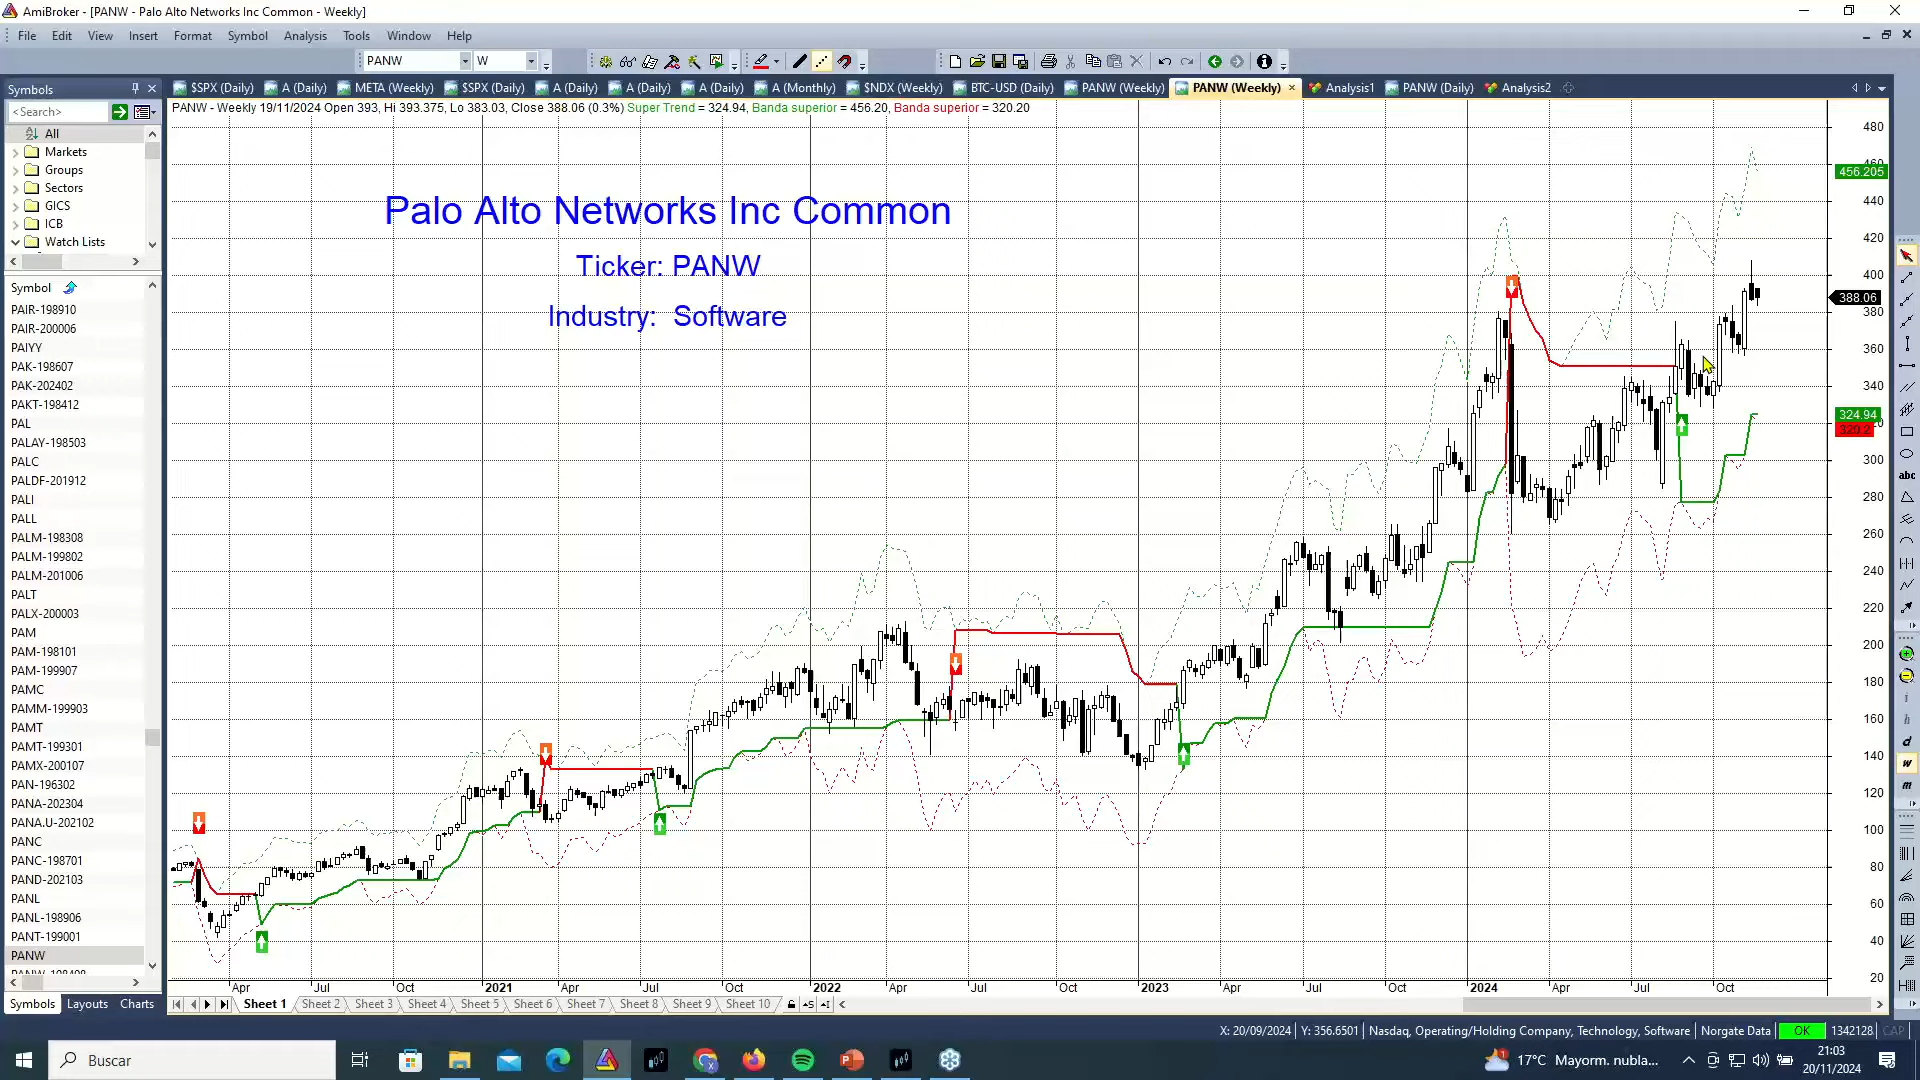 AmiBroker - [PANW - Palo Alto Networks Inc Common - Weekly]
File Edit View Insert Format Symbol Analysis Tools Window Help
PANW W
Symbols
$SPX (Daily) A (Daily) META (Weekly) $SPX (Daily) A (Daily) A (Daily) A (Daily) A (Monthly) $NDX (Weekly) BTC-USD (Daily) PANW (Weekly) PANW (Weekly) Analysis1 PANW (Daily) Analysis2
PANW - Weekly 19/11/2024 Open 393, Hi 393.375, Lo 383.03, Close 388.06 (0.3%) Super Trend = 324.94, Banda superior = 456.20, Banda superior = 320.20
<Search>
All
Markets
Groups
Sectors
GICS
ICB
Watch Lists
Symbol
PAIR-198910
PAIR-200006
PAIYY
PAK-198607
PAK-202402
PAKT-198412
PAL
PALAY-198503
PALC
PALDF-201912
PALI
PALL
PALM-198308
PALM-199802
PALM-201006
PALT
PALX-200003
PAM
PAM-198101
PAM-199907
PAMC
PAMM-199903
PAMT
PAMT-199301
PAMX-200107
PAN-196302
PANA-202304
PANA.U-202102
PANC
PANC-198701
PAND-202103
PANL
PANL-198906
PANT-199001
PANW
Palo Alto Networks Inc Common
Ticker: PANW
Industry: Software
480
460
456.205
440
420
400
388.06
380
360
340
324.94
320.2
300
280
260
240
220
200
180
160
140
120
100
80
60
40
20
abc
i
h
d
w
m
Apr Jul Oct 2021 Apr Jul Oct 2022 Apr Jul Oct 2023 Apr Jul Oct 2024 Apr Jul Oct
Symbols Layouts Charts
Sheet 1 Sheet 2 Sheet 3 Sheet 4 Sheet 5 Sheet 6 Sheet 7 Sheet 8 Sheet 9 Sheet 10
X: 20/09/2024 Y: 356.6501 Nasdaq, Operating/Holding Company, Technology, Software Norgate Data OK 1342128 CAP
Buscar
17°C Mayorm. nubla...
21:03
20/11/2024